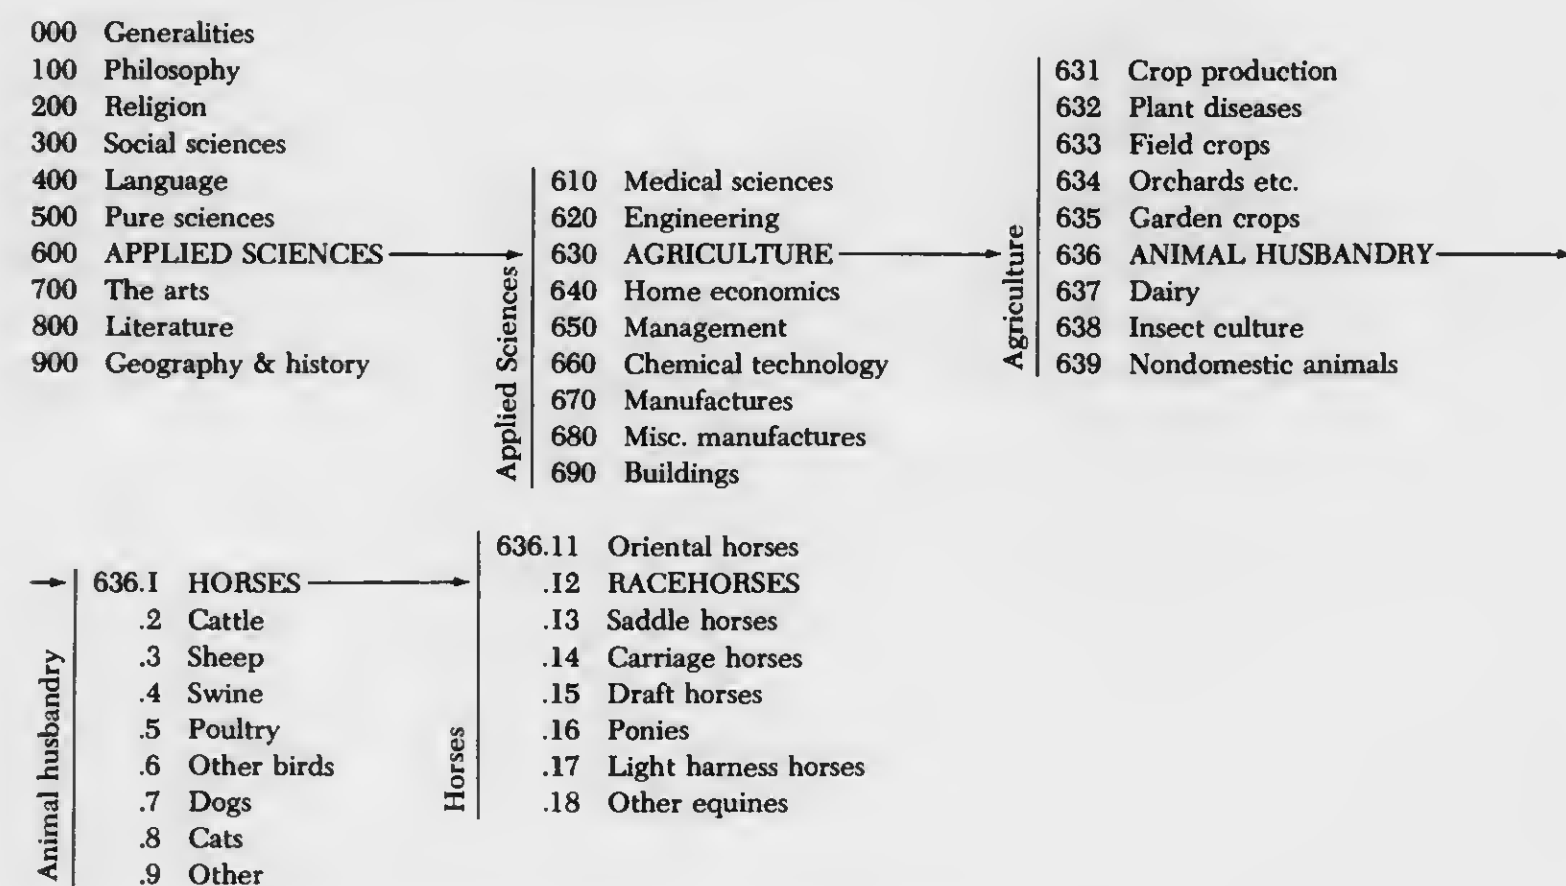 000 Generalities
100 Philosophy
200 Religion
300 Social sciences
400 Language
500 Pure sciences
600 APPLIED SCIENCES
700 The arts
800 Literature
900 Geography & history
Applied Sciences
610 Medical sciences
620 Engineering
630 AGRICULTURE
640 Home economics
650 Management
660 Chemical technology
670 Manufactures
680 Misc. manufactures
690 Buildings
Agriculture
631 Crop production
632 Plant diseases
633 Field crops
634 Orchards etc.
635 Garden crops
636 ANIMAL HUSBANDRY
637 Dairy
638 Insect culture
639 Nondomestic animals
Animal husbandry
636.I HORSES
.2 Cattle
.3 Sheep
.4 Swine
.5 Poultry
.6 Other birds
.7 Dogs
.8 Cats
.9 Other
Horses
636.11 Oriental horses
.I2 RACEHORSES
.I3 Saddle horses
.14 Carriage horses
.15 Draft horses
.16 Ponies
.17 Light harness horses
.18 Other equines